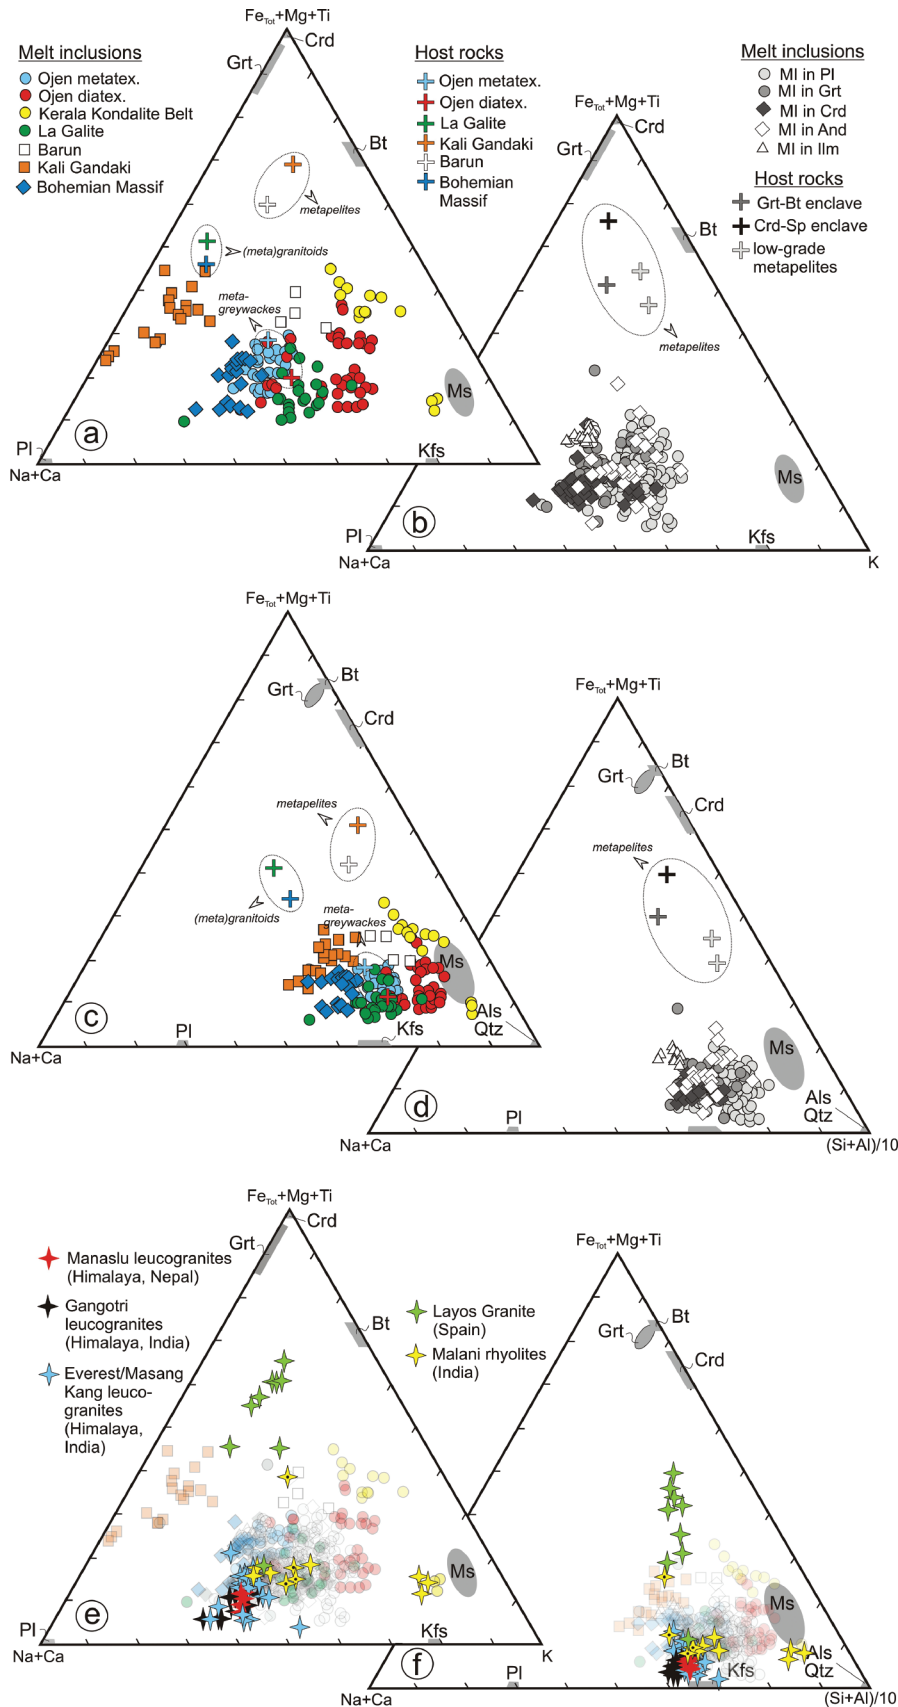 Fe_Tot+Mg+Ti
Crd
Grt
Melt inclusions
Ojen metatex.
Ojen diatex.
Kerala Kondalite Belt
La Galite
Barun
Kali Gandaki
Bohemian Massif
Host rocks
Ojen metatex.
Ojen diatex.
La Galite
Kali Gandaki
Barun
Bohemian
Massif
Bt
metapelites
(meta)granitoids
meta-
greywackes
Ms
a
Pl
Kfs
Na+Ca
Melt inclusions
MI in Pl
MI in Grt
MI in Crd
MI in And
MI in Ilm
Host rocks
Grt-Bt enclave
Crd-Sp enclave
low-grade
metapelites
Fe_Tot+Mg+Ti
Crd
Grt
Bt
metapelites
Ms
b
Pl
Kfs
Na+Ca
K
Fe_Tot+Mg+Ti
Bt
Grt
Crd
metapelites
(meta)granitoids
meta-
greywackes
Ms
c
Als
Qtz
Pl
Kfs
Na+Ca
Fe_Tot+Mg+Ti
Bt
Grt
Crd
metapelites
Ms
d
Als
Qtz
Pl
Na+Ca
(Si+Al)/10
Fe_Tot+Mg+Ti
Crd
Grt
Manaslu leucogranites
(Himalaya, Nepal)
Gangotri
leucogranites
(Himalaya, India)
Everest/Masang
Kang leuco-
granites
(Himalaya,
India)
Bt
Ms
e
Pl
Kfs
Na+Ca
K
Layos Granite
(Spain)
Malani rhyolites
(India)
Fe_Tot+Mg+Ti
Bt
Grt
Crd
Ms
f
Als
Qtz
Pl
Kfs
Na+Ca
(Si+Al)/10